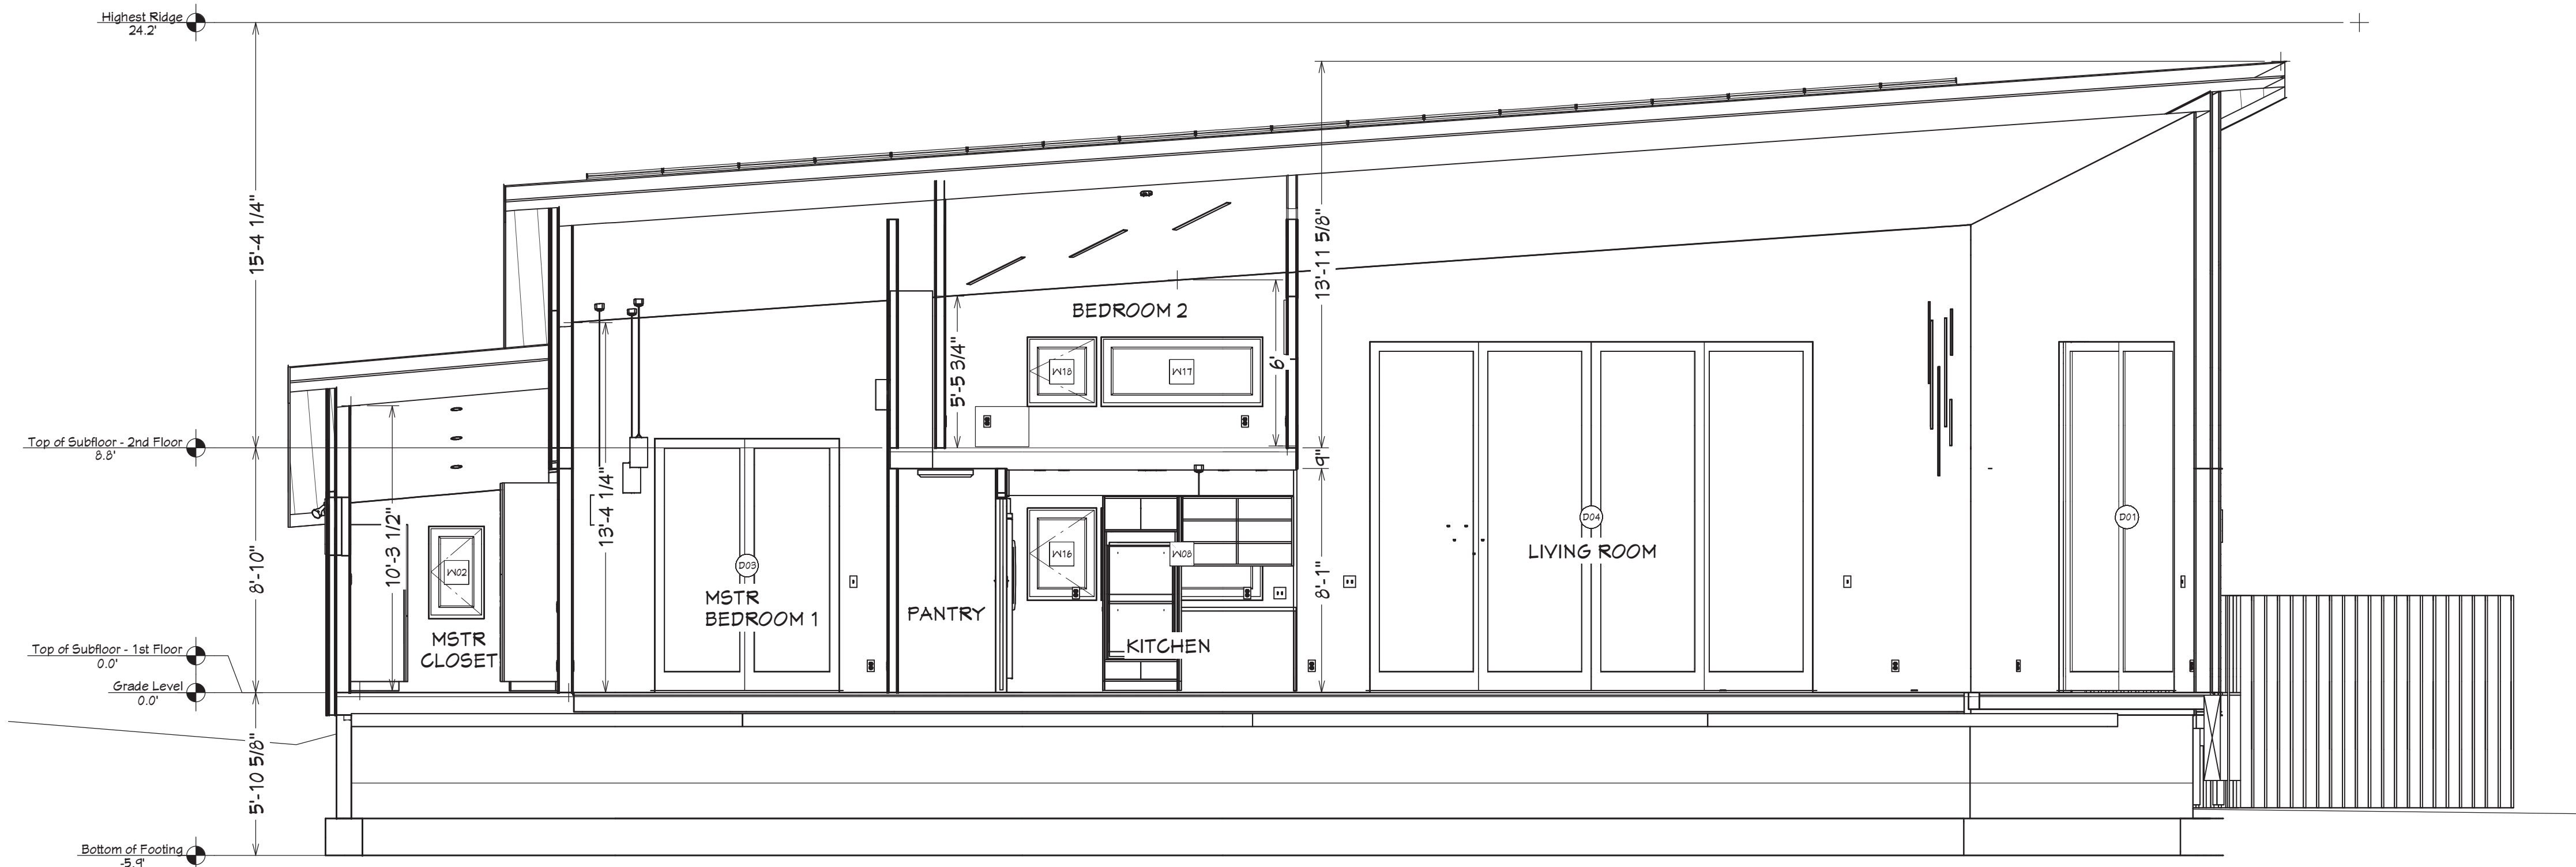 Highest Ridge
24.2'
15'-4 1/4"
13'-11 5/8"
BEDROOM 2
W18
W17
5'-5 3/4"
6'
Top of Subfloor - 2nd Floor
8.8'
9"
13'-4 1/4"
10'-3 1/2"
8'-10"
8'-1"
W02
D03
W16
W08
D04
D01
LIVING ROOM
MSTR
BEDROOM 1
PANTRY
KITCHEN
MSTR
CLOSET
Top of Subfloor - 1st Floor
0.0'
Grade Level
0.0'
5'-10 5/8"
Bottom of Footing
-5.9'